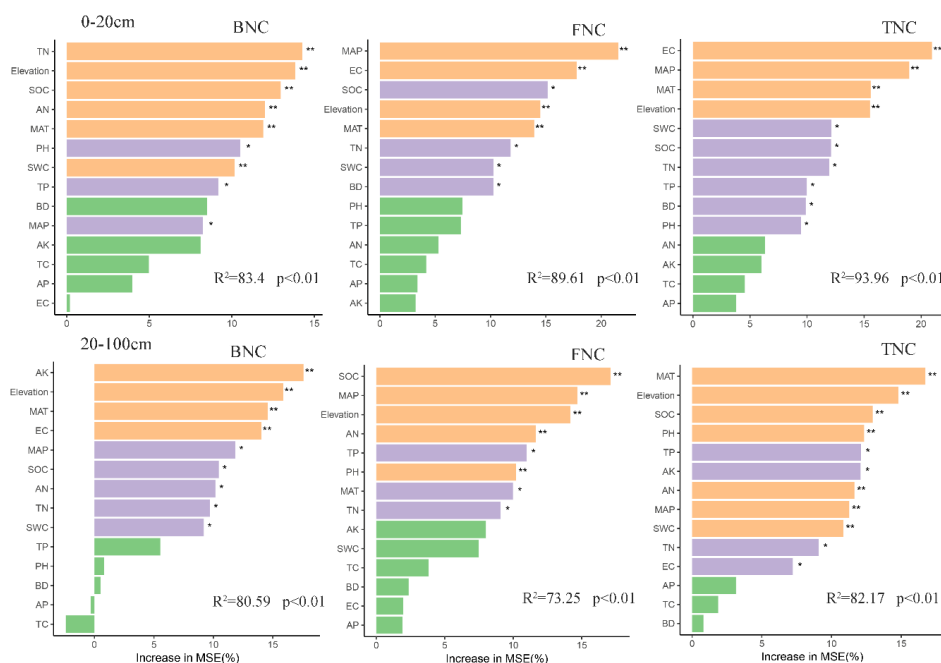 0-20cm
BNC
TN **
Elevation **
SOC **
AN **
MAT **
PH *
SWC **
TP *
BD
MAP *
AK
TC
AP
EC
R²=83.4 p<0.01
0 5 10 15
FNC
MAP **
EC **
SOC *
Elevation **
MAT **
TN *
SWC *
BD *
PH
TP
AN
TC
AP
AK
R²=89.61 p<0.01
0 5 10 15 20
TNC
EC **
MAP **
MAT **
Elevation **
SWC *
SOC *
TN *
TP *
BD *
PH *
AN
AK
TC
AP
R²=93.96 p<0.01
0 5 10 15 20
20-100cm
BNC
AK **
Elevation **
MAT **
EC **
MAP *
SOC *
AN *
TN *
SWC *
TP
PH
BD
AP
TC
R²=80.59 p<0.01
0 5 10 15
Increase in MSE(%)
FNC
SOC **
MAP **
Elevation **
AN **
TP *
PH **
MAT *
TN *
AK
SWC
TC
BD
EC
AP
R²=73.25 p<0.01
0 5 10 15
Increase in MSE(%)
TNC
MAT **
Elevation **
SOC **
PH **
TP *
AK *
AN **
MAP **
SWC **
TN *
EC *
AP
TC
BD
R²=82.17 p<0.01
0 5 10 15
Increase in MSE(%)